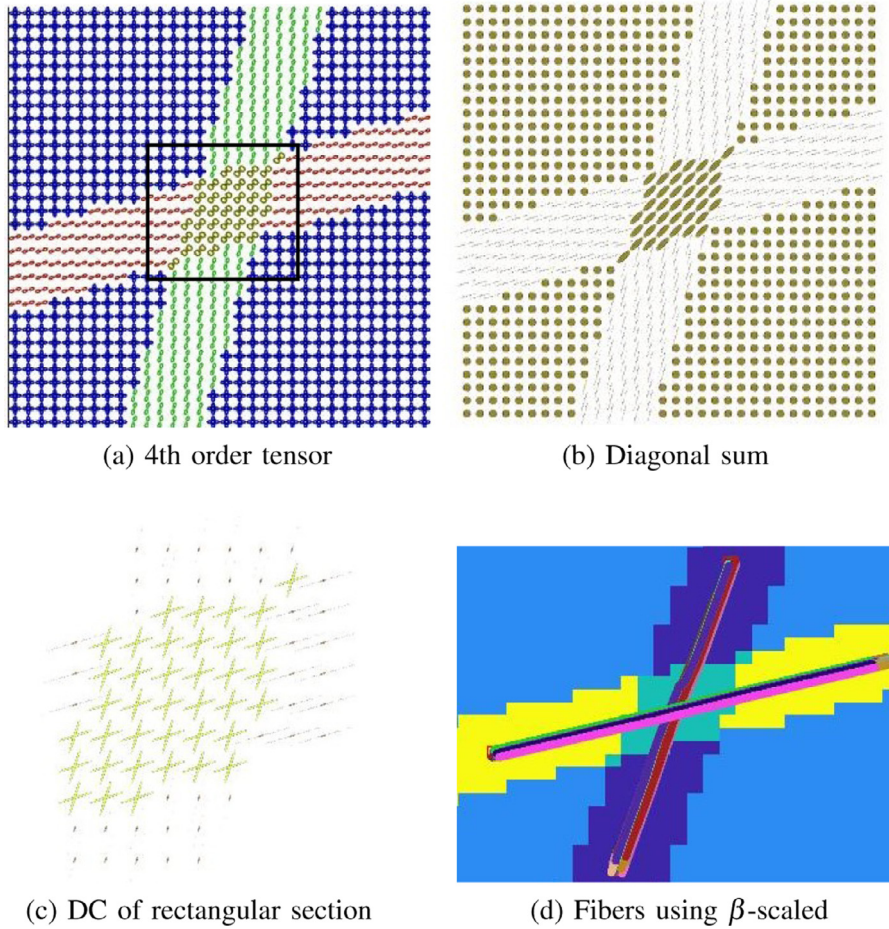 (a) 4th order tensor
(b) Diagonal sum
(c) DC of rectangular section
(d) Fibers using β-scaled